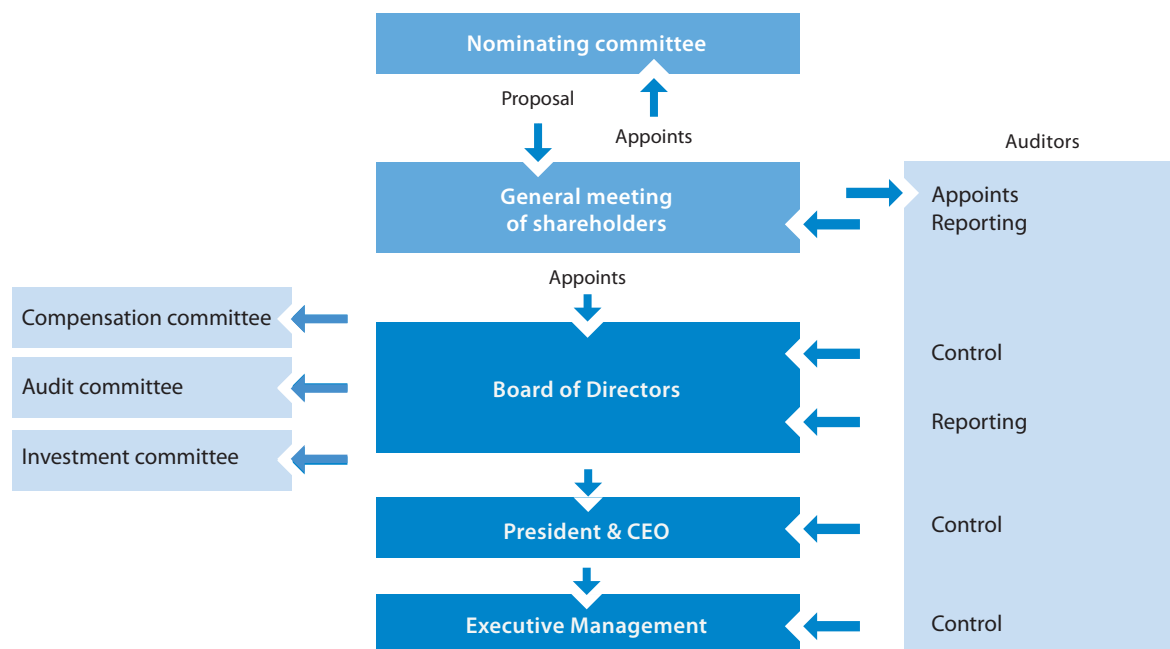 Nominating committee
Proposal
Appoints
Auditors
General meeting
of shareholders
Appoints
Reporting
Appoints
Compensation committee
Audit committee
Investment committee
Board of Directors
Control
Reporting
President & CEO
Control
Executive Management
Control